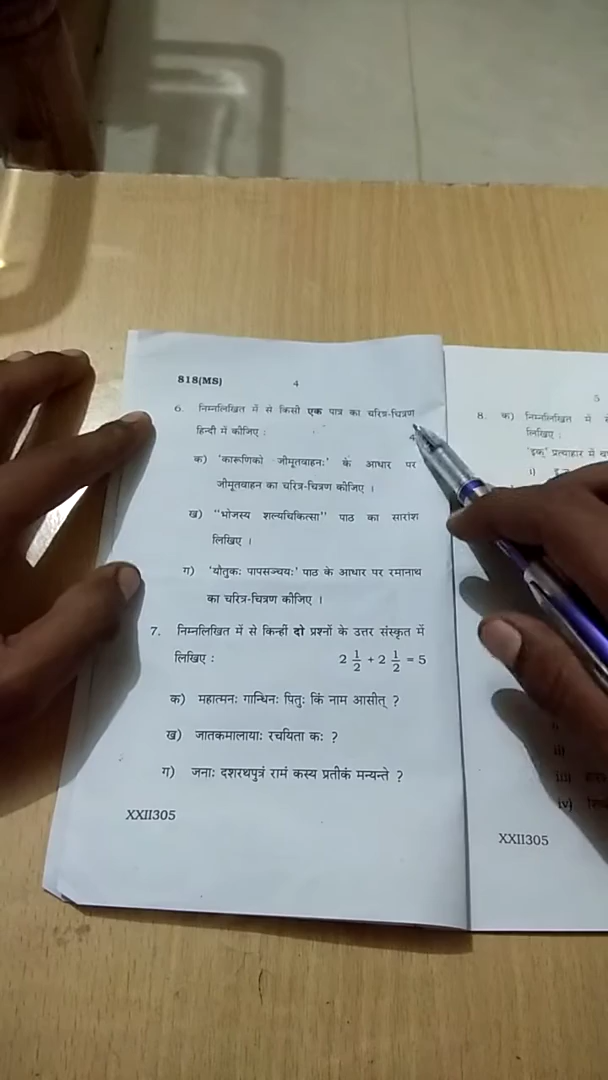 818(MS)
4
6. निम्नलिखित में से किसी एक पात्र का चरित्र-चित्रण
हिन्दी में कीजिए : 4
क) 'कारूणिको जीमूतवाहनः' के आधार पर
जीमूतवाहन का चरित्र-चित्रण कीजिए ।
ख) "भोजस्य शल्यचिकित्सा" पाठ का सारांश
लिखिए ।
ग) 'यौतुकः पापसञ्चयः' पाठ के आधार पर रमानाथ
का चरित्र-चित्रण कीजिए ।
7. निम्नलिखित में से किन्हीं दो प्रश्नों के उत्तर संस्कृत में
लिखिए : 2 1/2 + 2 1/2 = 5
क) महात्मनः गान्धिनः पितुः किं नाम आसीत् ?
ख) जातकमालायाः रचयिता कः ?
ग) जनाः दशरथपुत्रं रामं कस्य प्रतीकं मन्यन्ते ?
XXII305
5
8. क) निम्नलिखित में
लिखिए :
'इक्' प्रत्याहार में
i)
ii)
iii)
iv)
XXII305